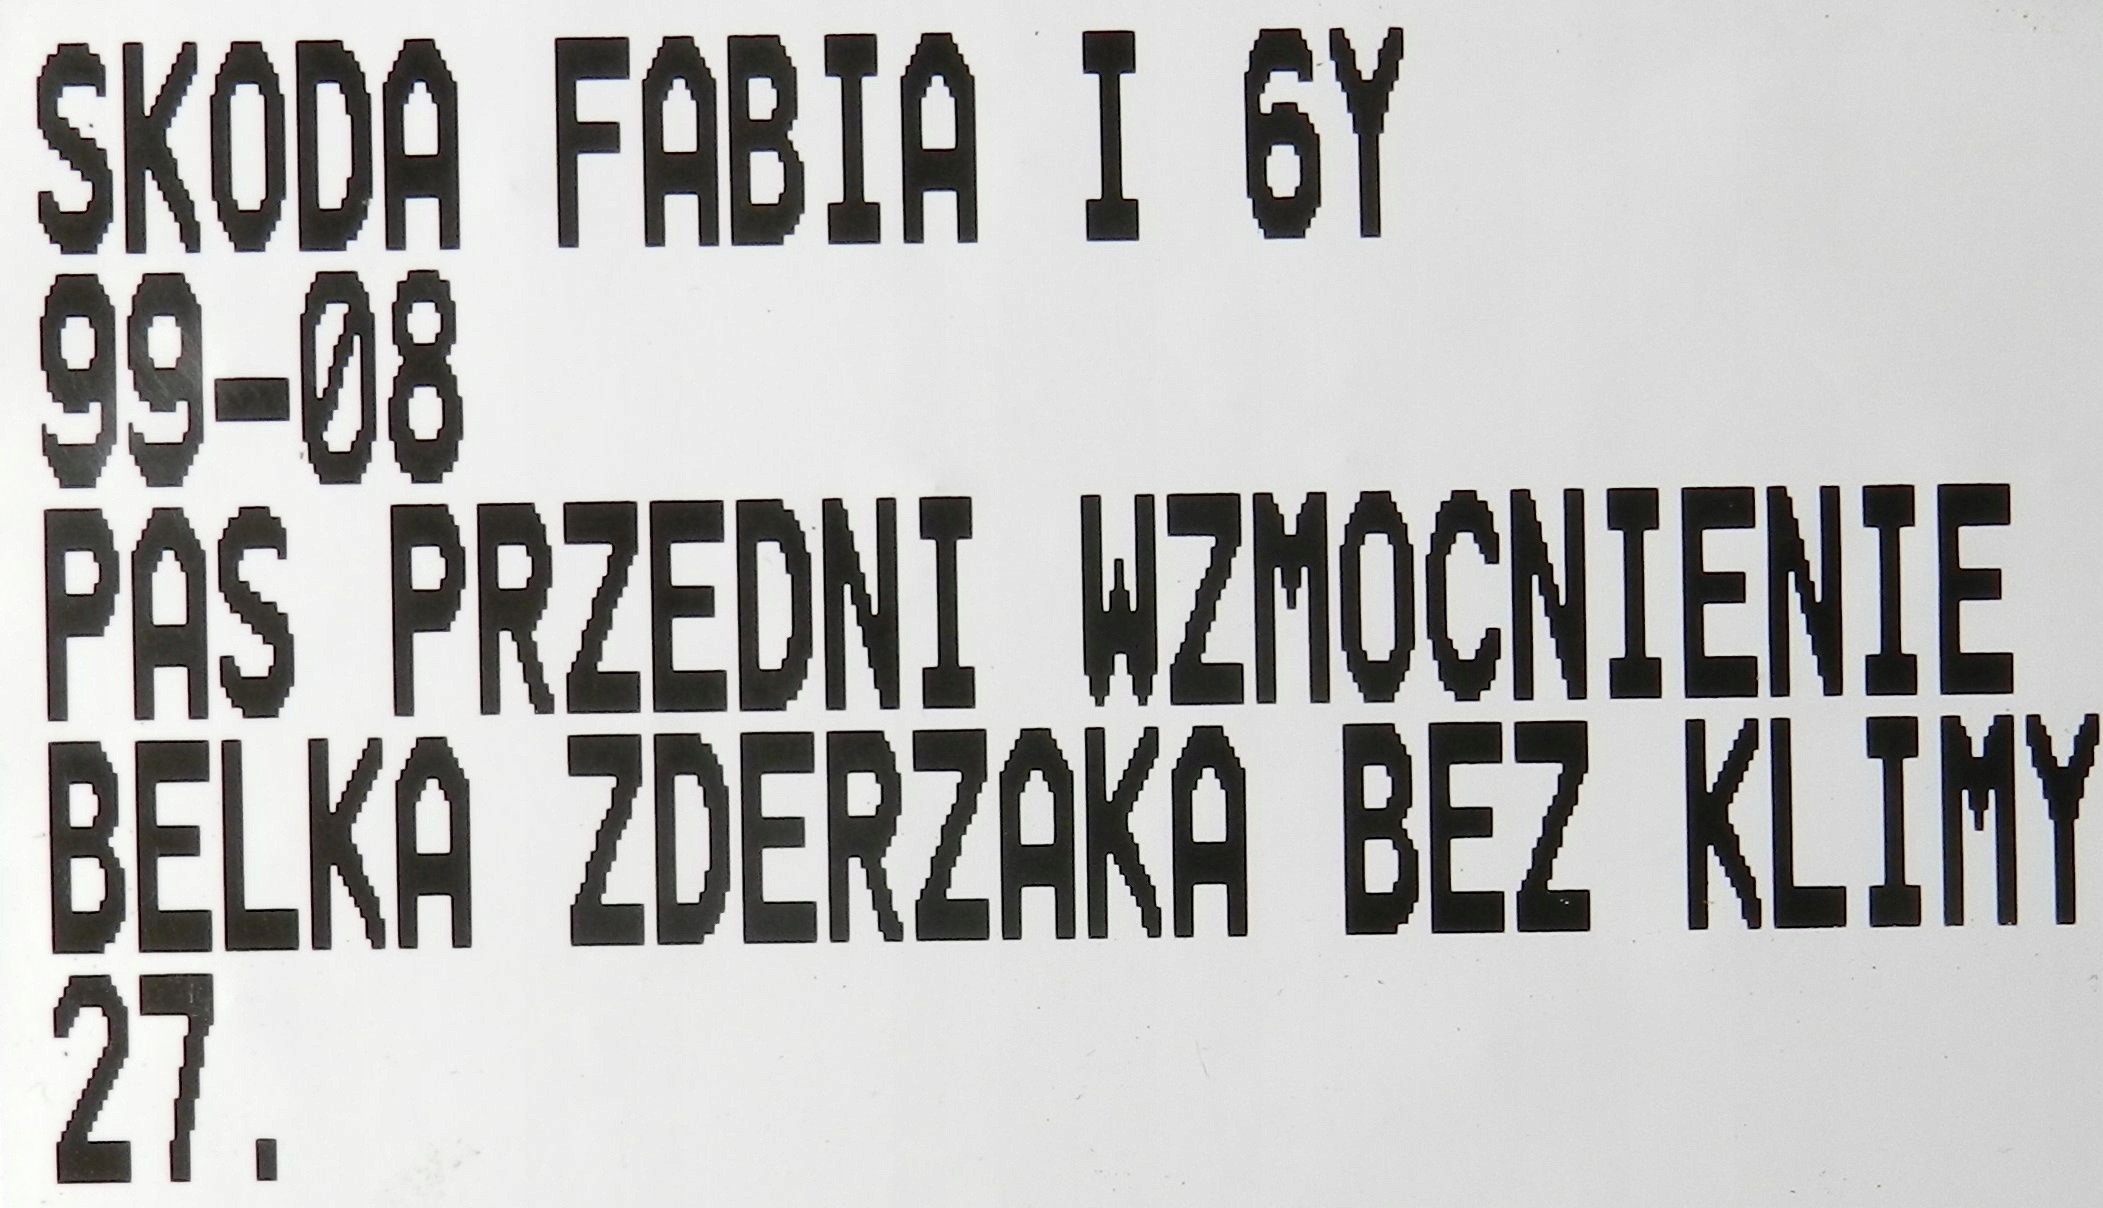 SKODA FABIA I 6Y
99-08
PAS PRZEDNI WZMOCNIENIE
BELKA ZDERZAKA BEZ KLIMY
27.